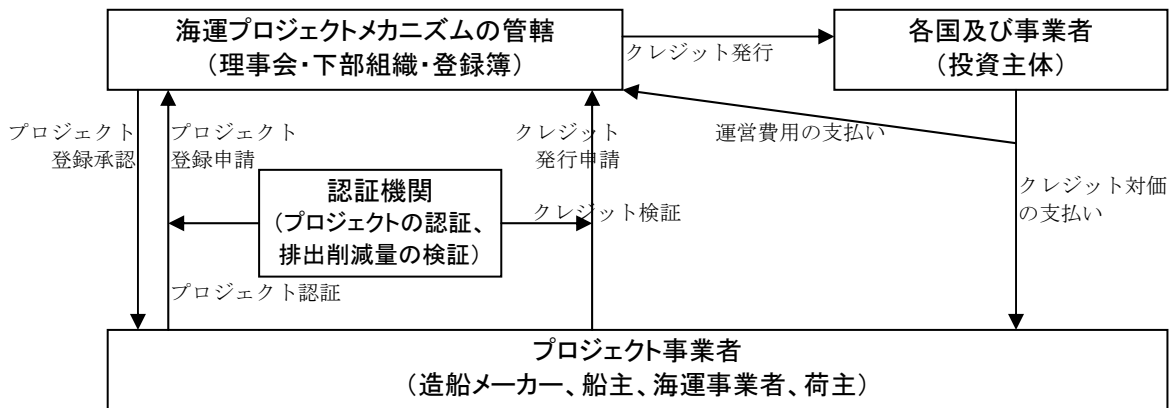 海運プロジェクトメカニズムの管轄
(理事会・下部組織・登録簿)
クレジット発行
各国及び事業者
(投資主体)
プロジェクト
登録承認
プロジェクト
登録申請
クレジット
発行申請
運営費用の支払い
認証機関
(プロジェクトの認証、
排出削減量の検証)
クレジット検証
クレジット対価
の支払い
プロジェクト認証
プロジェクト事業者
(造船メーカー、船主、海運事業者、荷主)